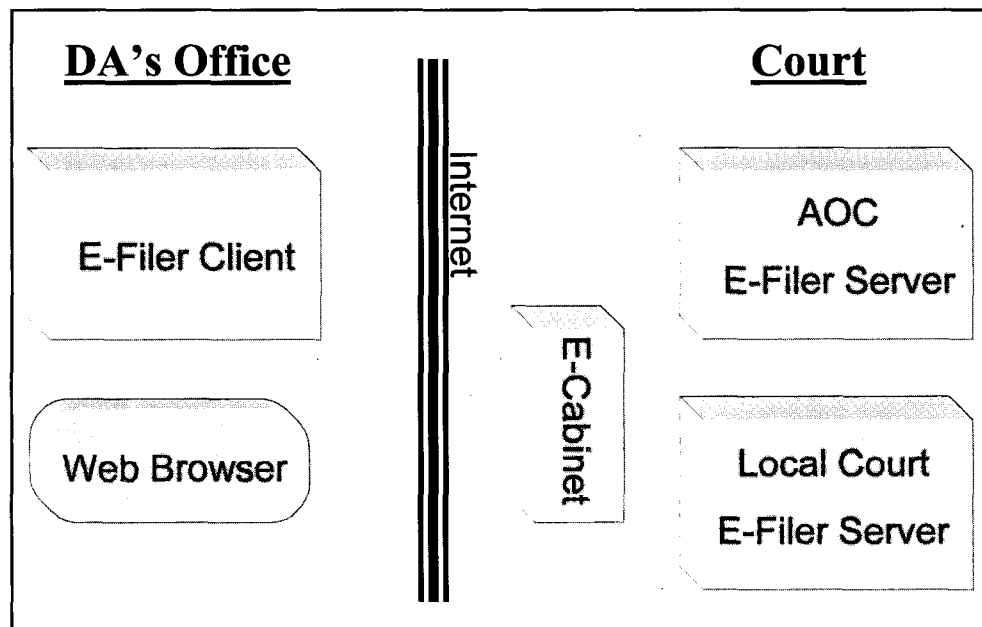 DA's Office
E-Filer Client
Web Browser
Internet
Court
AOC
E-Filer Server
E-Cabinet
Local Court
E-Filer Server